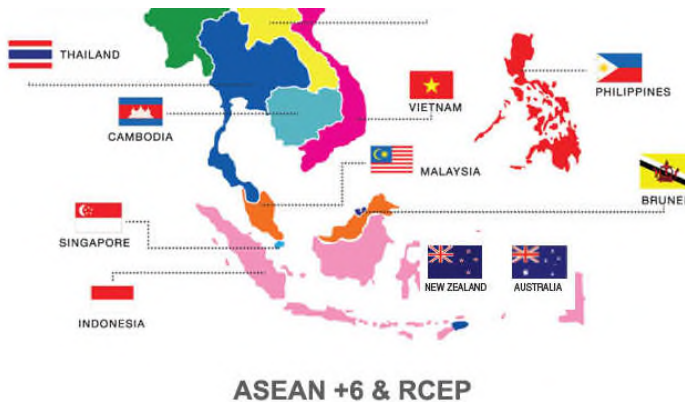 THAILAND
VIETNAM
PHILIPPINES
CAMBODIA
MALAYSIA
BRUNEI
SINGAPORE
NEW ZEALAND
AUSTRALIA
INDONESIA
ASEAN +6 & RCEP